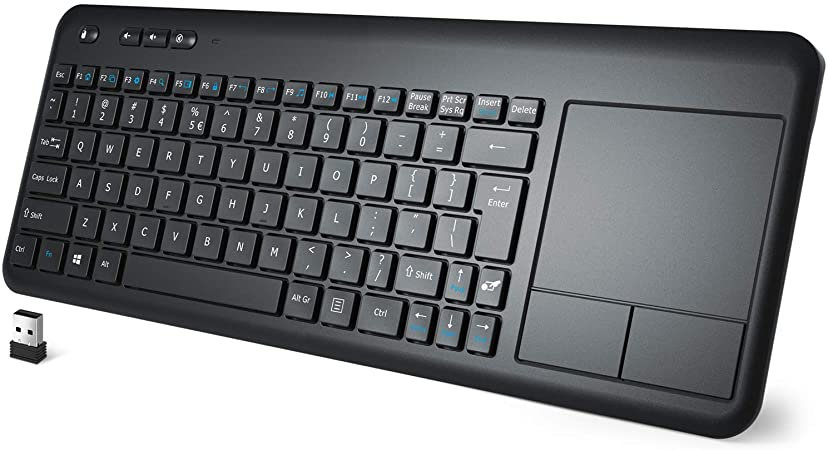 Esc F1 F2 F3 F4 F5 F6 F7 F8 F9 F10 F11 F12 Pause Break Prt Scr Sys Rq Insert Delete
~ ` ! 1 @ 2 # 3 $ 4 % 5 € ^ 6 & 7 * 8 ( 9 ) 0 _ - + = ←
Tab Q W E R T Y U I O P { [ } ] Enter
Caps Lock A S D F G H J K L : ; " ' | \
⇧ Shift Z X C V B N M < , > . ? / ⇧ Shift ↑
Ctrl Fn Alt Alt Gr Ctrl ← ↓ →